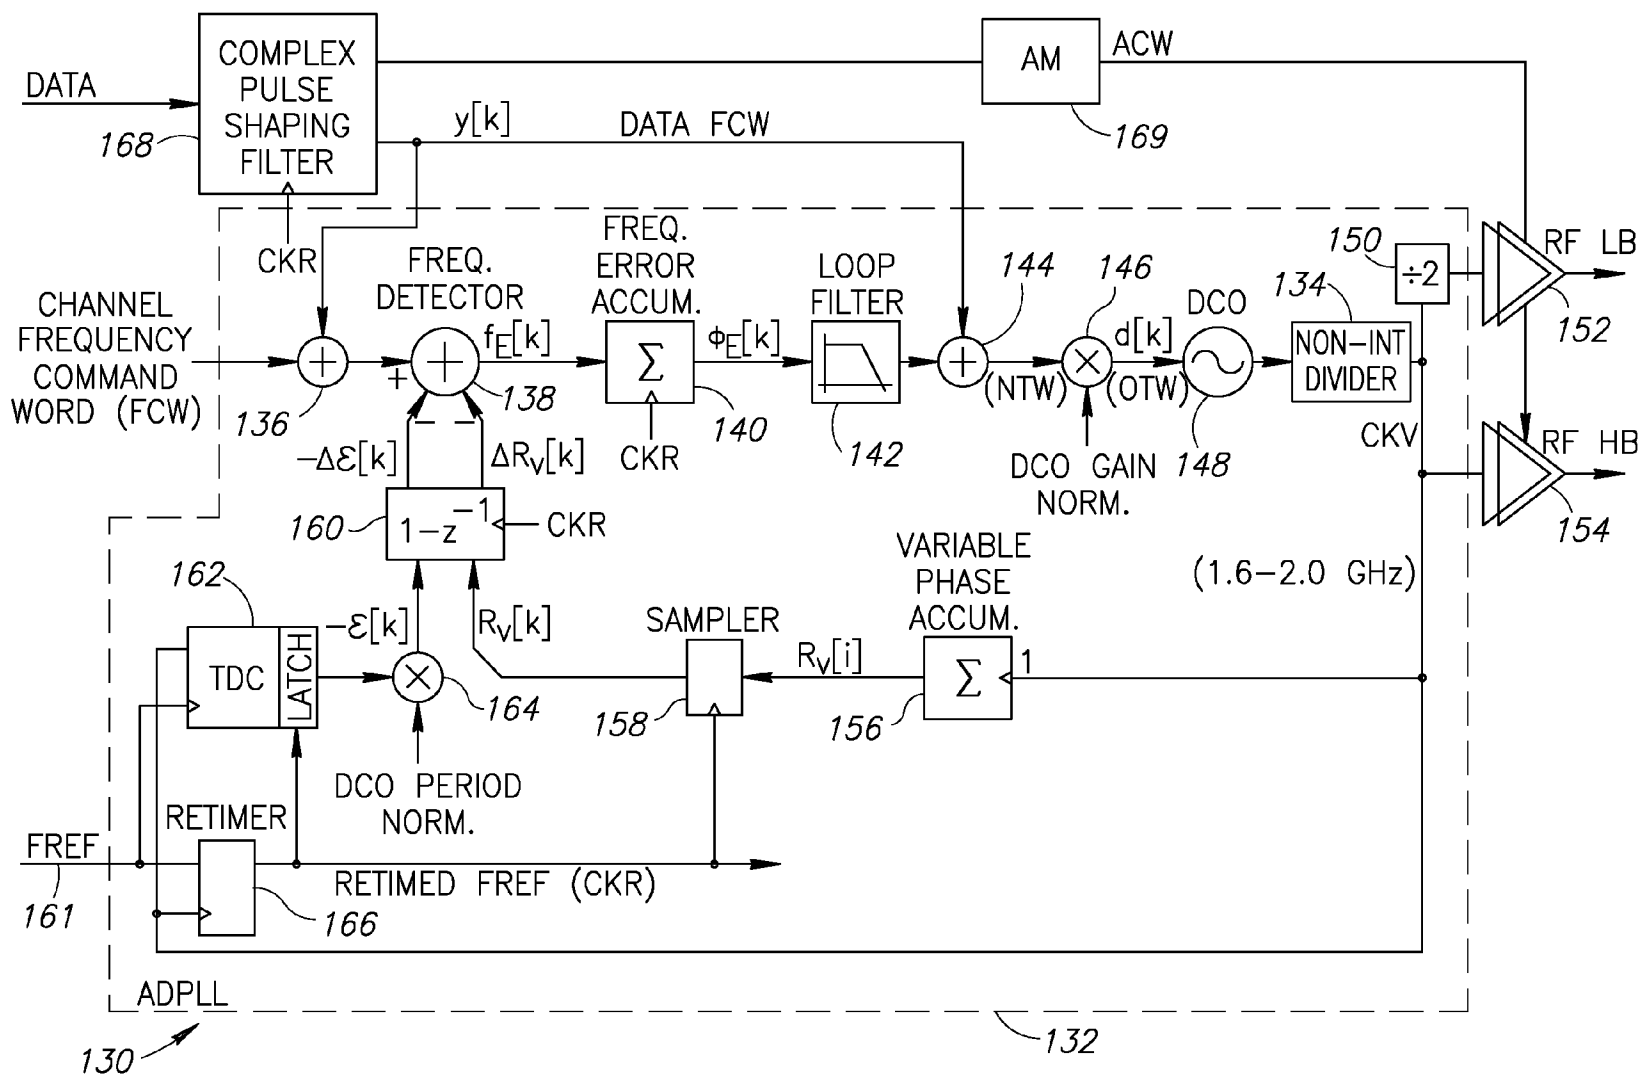 COMPLEX
PULSE
SHAPING
FILTER
DATA
168
CKR
y[k]
DATA FCW
AM
ACW
169
CHANNEL
FREQUENCY
COMMAND
WORD (FCW)
136
FREQ.
DETECTOR
+
+
+
138
fE[k]
FREQ.
ERROR
ACCUM.
Σ
140
CKR
ϕE[k]
LOOP
FILTER
142
+
144
(NTW)
×
146
d[k]
(OTW)
DCO GAIN
NORM.
DCO
148
134
NON-INT
DIVIDER
150
÷2
RF LB
152
CKV
RF HB
154
(1.6-2.0 GHz)
– –
-Δε[k]
ΔRV[k]
160
1-z-1
CKR
162
TDC
LATCH
-ε[k]
RV[k]
×
164
DCO PERIOD
NORM.
SAMPLER
158
RV[i]
VARIABLE
PHASE
ACCUM.
Σ
1
156
FREF
161
RETIMER
166
RETIMED FREF (CKR)
ADPLL
130
132